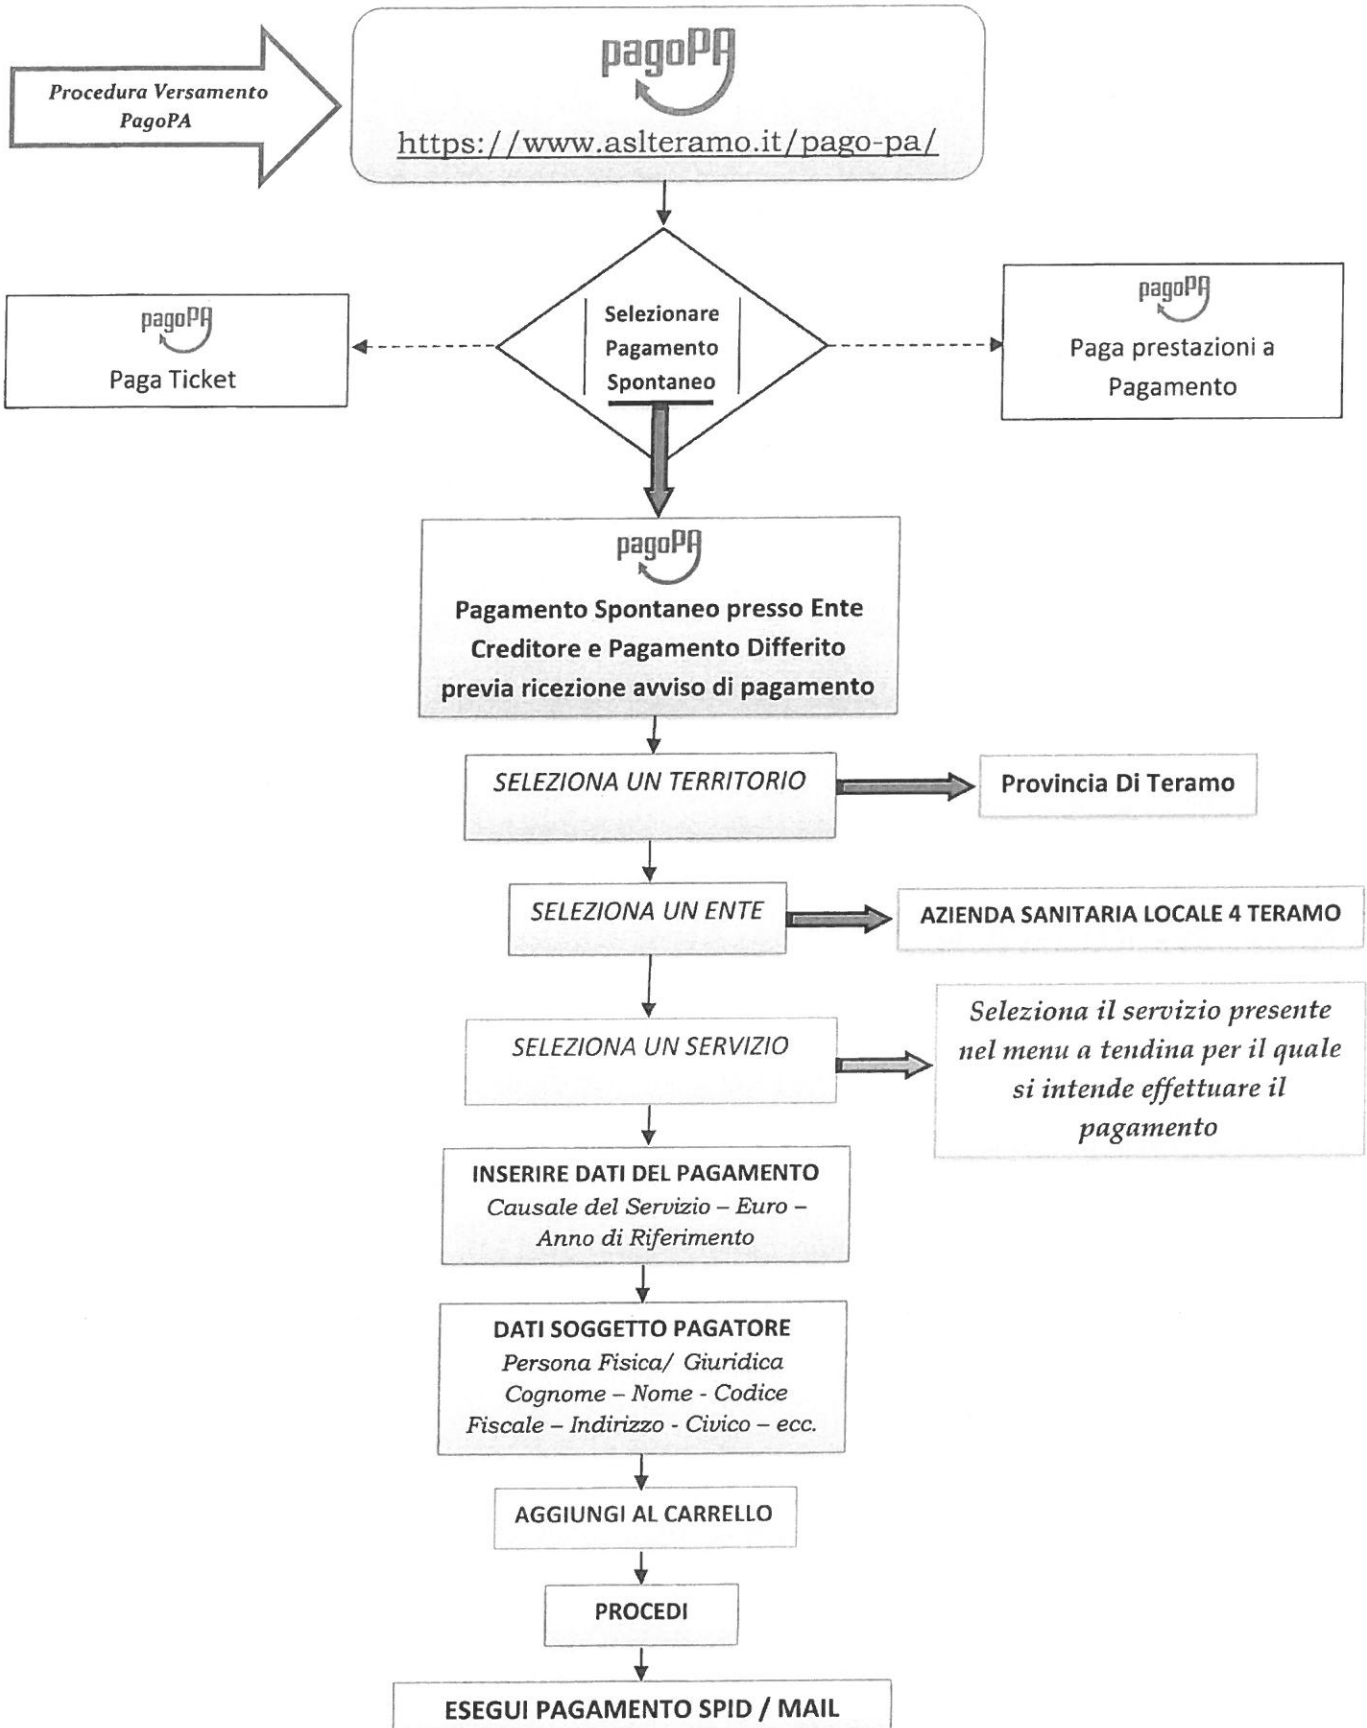 pagoPA
Procedura Versamento
PagoPA
https://www.aslteramo.it/pago-pa/
Selezionare
Pagamento
Spontaneo
pagoPA
Paga Ticket
pagoPA
Paga prestazioni a
Pagamento
pagoPA
Pagamento Spontaneo presso Ente
Creditore e Pagamento Differito
previa ricezione avviso di pagamento
SELEZIONA UN TERRITORIO
Provincia Di Teramo
SELEZIONA UN ENTE
AZIENDA SANITARIA LOCALE 4 TERAMO
SELEZIONA UN SERVIZIO
Seleziona il servizio presente
nel menu a tendina per il quale
si intende effettuare il
pagamento
INSERIRE DATI DEL PAGAMENTO
Causale del Servizio – Euro –
Anno di Riferimento
DATI SOGGETTO PAGATORE
Persona Fisica/ Giuridica
Cognome – Nome - Codice
Fiscale – Indirizzo - Civico – ecc.
AGGIUNGI AL CARRELLO
PROCEDI
ESEGUI PAGAMENTO SPID / MAIL